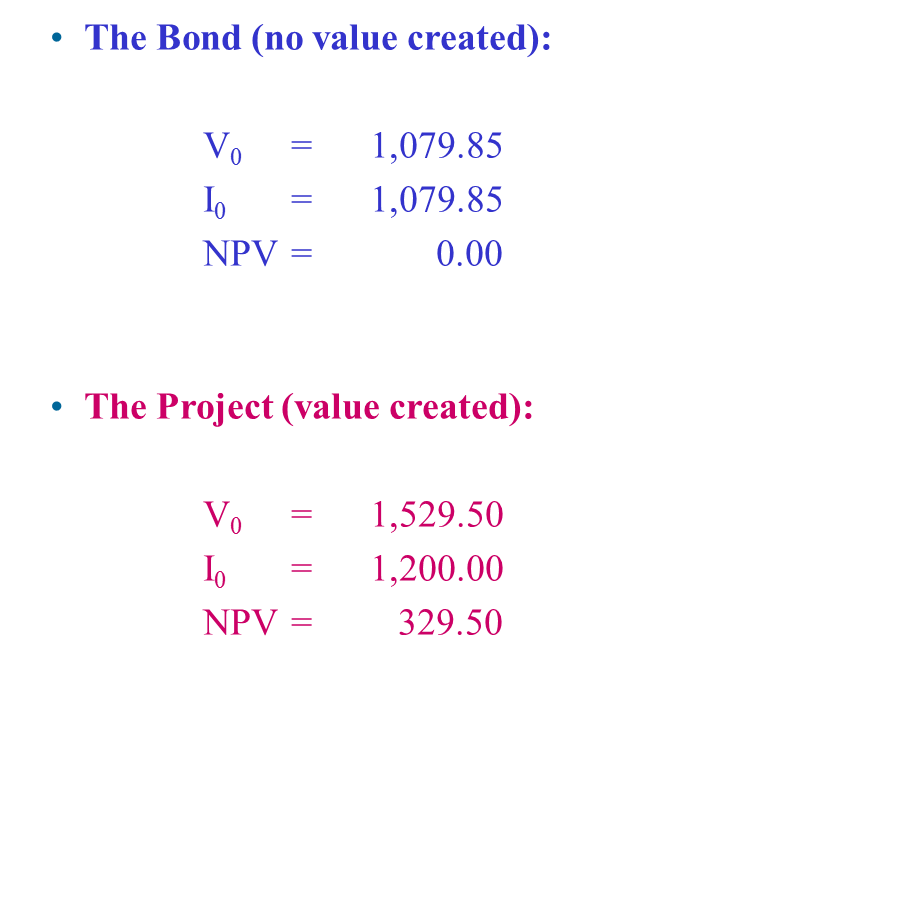 • The Bond (no value created):
V₀ = 1,079.85
I₀ = 1,079.85
NPV = 0.00
• The Project (value created):
V₀ = 1,529.50
I₀ = 1,200.00
NPV = 329.50